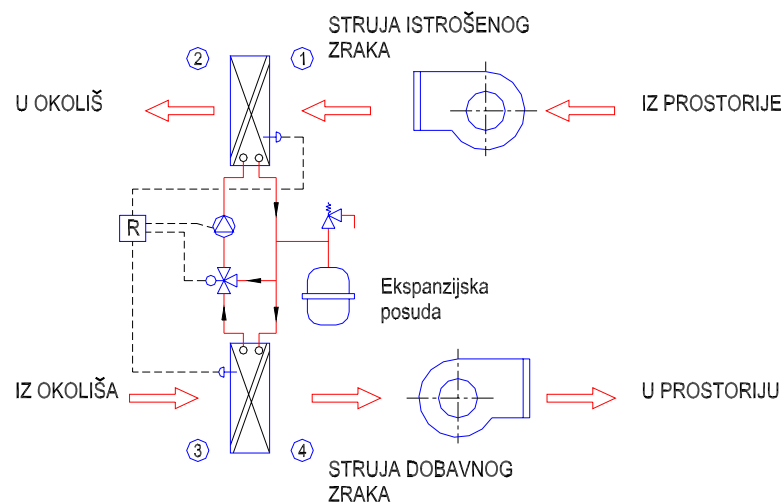 STRUJA ISTROŠENOG
ZRAKA
2
1
U OKOLIŠ
IZ PROSTORIJE
R
Ekspanzijska
posuda
IZ OKOLIŠA
U PROSTORIJU
3
4
STRUJA DOBAVNOG
ZRAKA